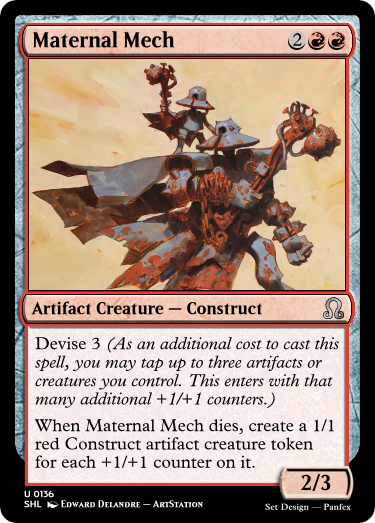 Maternal Mech 2
Artifact Creature — Construct
Devise 3 (As an additional cost to cast this
spell, you may tap up to three artifacts or
creatures you control. This enters with that
many additional +1/+1 counters.)
When Maternal Mech dies, create a 1/1
red Construct artifact creature token
for each +1/+1 counter on it.
2/3
U 0136
SHL Edward Delandre — ArtStation
Set Design — Panfex